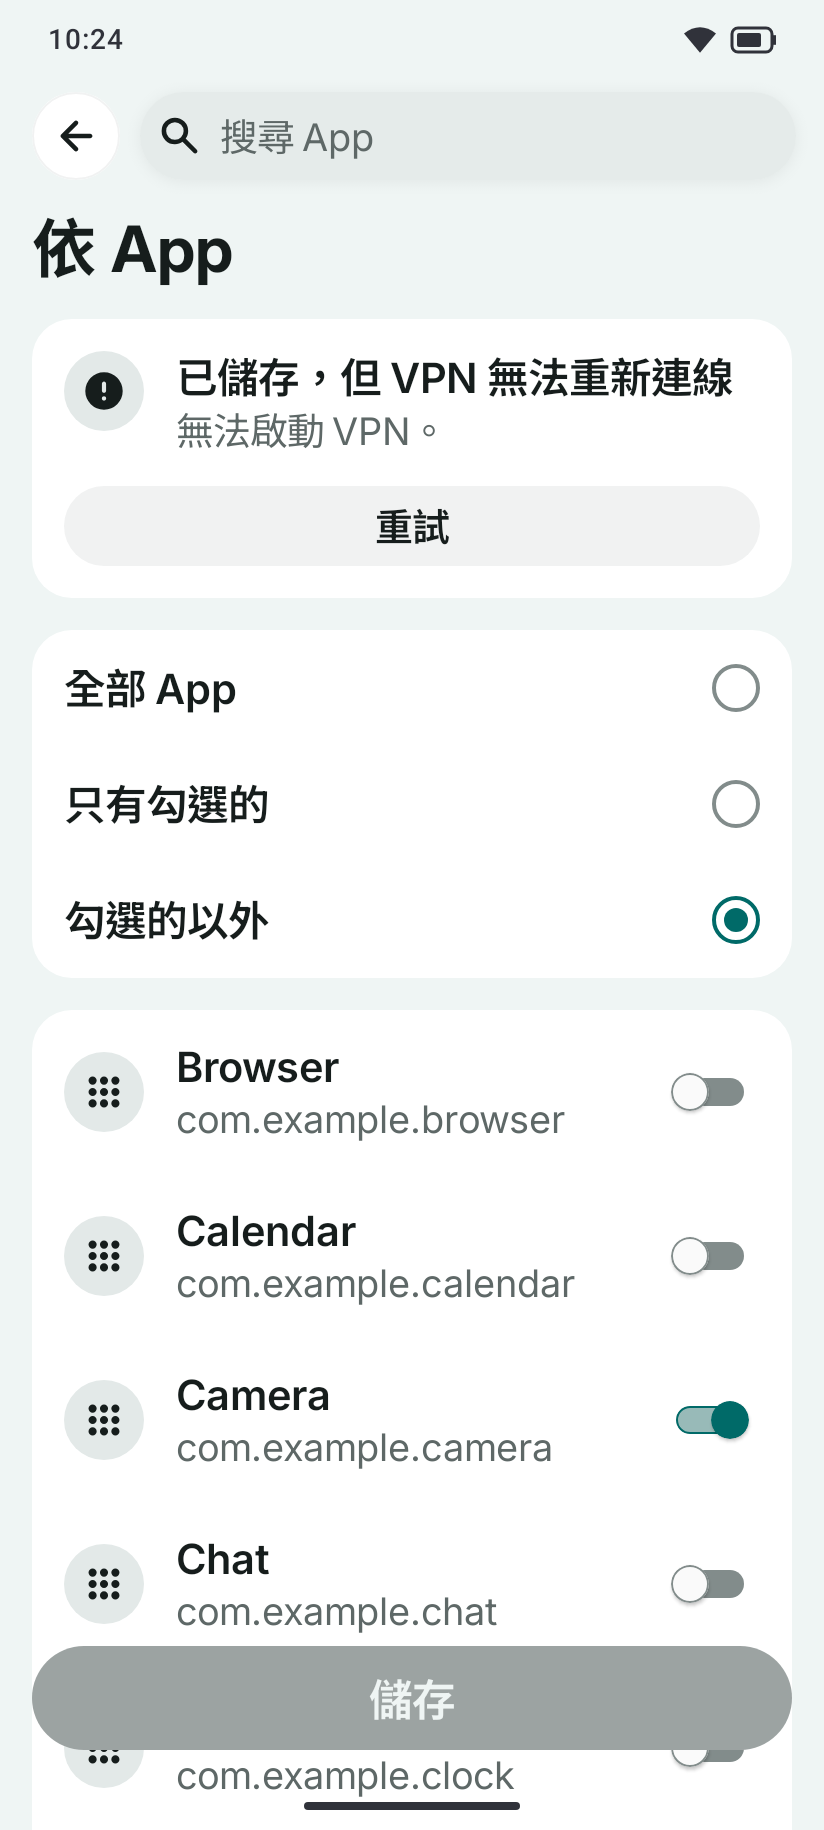 10:24
搜尋 App
依 App
已儲存，但 VPN 無法重新連線
無法啟動 VPN。
重試
全部 App
只有勾選的
勾選的以外
Browser
com.example.browser
Calendar
com.example.calendar
Camera
com.example.camera
Chat
com.example.chat
儲存
com.example.clock